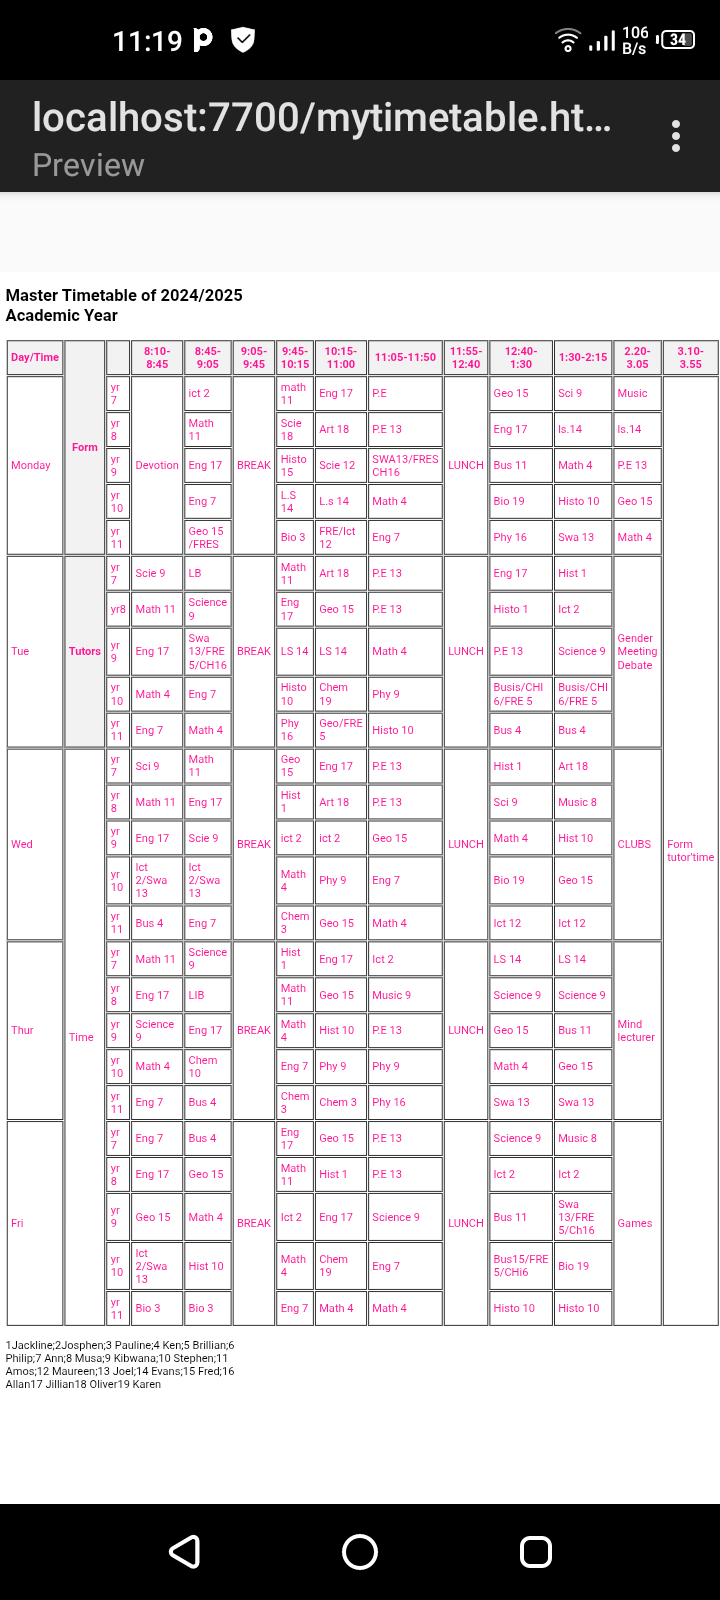 11:19
106 B/s
34
localhost:7700/mytimetable.ht...
Preview
Master Timetable of 2024/2025
Academic Year
Day/Time 8:10-8:45 8:45-9:05 9:05-9:45 9:45-10:15 10:15-11:00 11:05-11:50 11:55-12:40 12:40-1:30 1:30-2:15 2.20-3.05 3.10-3.55
Monday Form yr 7 Devotion ict 2 BREAK math 11 Eng 17 P.E LUNCH Geo 15 Sci 9 Music Form tutor'time
yr 8 Math 11 Scie 18 Art 18 P.E 13 Eng 17 Is.14 Is.14
yr 9 Eng 17 Histo 15 Scie 12 SWA13/FRES CH16 Bus 11 Math 4 P.E 13
yr 10 Eng 7 L.S 14 L.s 14 Math 4 Bio 19 Histo 10 Geo 15
yr 11 Geo 15 /FRES Bio 3 FRE/Ict 12 Eng 7 Phy 16 Swa 13 Math 4
Tue Tutors yr 7 Scie 9 LB BREAK Math 11 Art 18 P.E 13 LUNCH Eng 17 Hist 1 Gender Meeting Debate
yr8 Math 11 Science 9 Eng 17 Geo 15 P.E 13 Histo 1 Ict 2
yr 9 Eng 17 Swa 13/FRE 5/CH16 LS 14 LS 14 Math 4 P.E 13 Science 9
yr 10 Math 4 Eng 7 Histo 10 Chem 19 Phy 9 Busis/CHI 6/FRE 5 Busis/CHI 6/FRE 5
yr 11 Eng 7 Math 4 Phy 16 Geo/FRE 5 Histo 10 Bus 4 Bus 4
Wed Time yr 7 Sci 9 Math 11 BREAK Geo 15 Eng 17 P.E 13 LUNCH Hist 1 Art 18 CLUBS
yr 8 Math 11 Eng 17 Hist 1 Art 18 P.E 13 Sci 9 Music 8
yr 9 Eng 17 Scie 9 ict 2 ict 2 Geo 15 Math 4 Hist 10
yr 10 Ict 2/Swa 13 Ict 2/Swa 13 Math 4 Phy 9 Eng 7 Bio 19 Geo 15
yr 11 Bus 4 Eng 7 Chem 3 Geo 15 Math 4 Ict 12 Ict 12
Thur yr 7 Math 11 Science 9 BREAK Hist 1 Eng 17 Ict 2 LUNCH LS 14 LS 14 Mind lecturer
yr 8 Eng 17 LIB Math 11 Geo 15 Music 9 Science 9 Science 9
yr 9 Science 9 Eng 17 Math 4 Hist 10 P.E 13 Geo 15 Bus 11
yr 10 Math 4 Chem 10 Eng 7 Phy 9 Phy 9 Math 4 Geo 15
yr 11 Eng 7 Bus 4 Chem 3 Chem 3 Phy 16 Swa 13 Swa 13
Fri yr 7 Eng 7 Bus 4 BREAK Eng 17 Geo 15 P.E 13 LUNCH Science 9 Music 8 Games
yr 8 Eng 17 Geo 15 Math 11 Hist 1 P.E 13 Ict 2 Ict 2
yr 9 Geo 15 Math 4 Ict 2 Eng 17 Science 9 Bus 11 Swa 13/FRE 5/Ch16
yr 10 Ict 2/Swa 13 Hist 10 Math 4 Chem 19 Eng 7 Bus15/FRE 5/CHi6 Bio 19
yr 11 Bio 3 Bio 3 Eng 7 Math 4 Math 4 Histo 10 Histo 10
1Jackline;2Josphen;3 Pauline;4 Ken;5 Brillian;6
Philip;7 Ann;8 Musa;9 Kibwana;10 Stephen;11
Amos;12 Maureen;13 Joel;14 Evans;15 Fred;16
Allan17 Jillian18 Oliver19 Karen